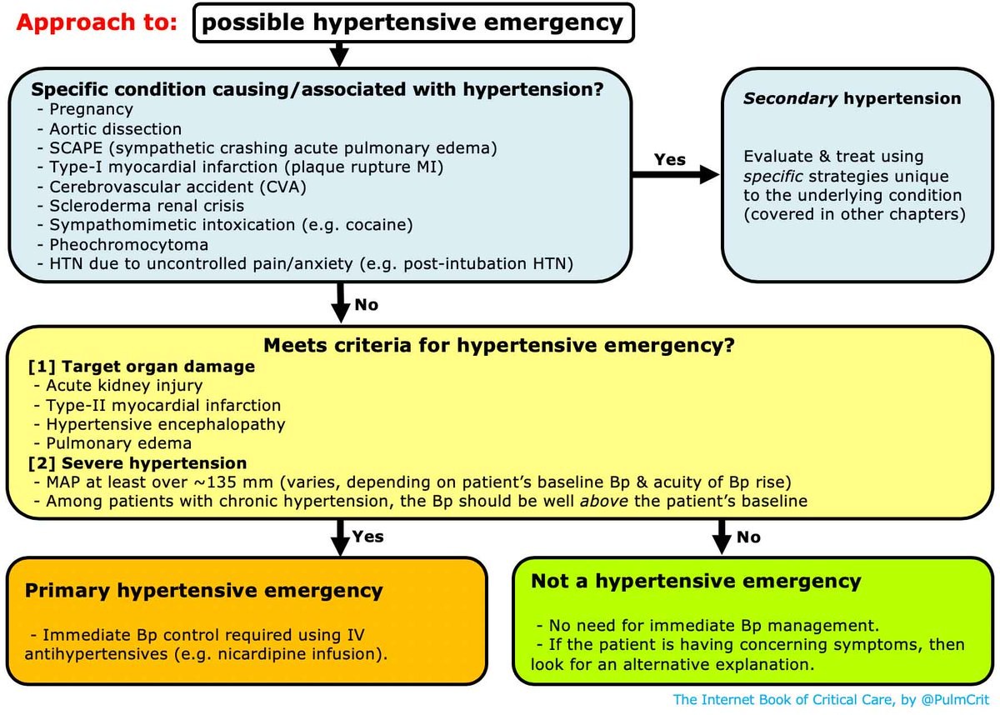 Approach to: possible hypertensive emergency
Specific condition causing/associated with hypertension?
- Pregnancy
- Aortic dissection
- SCAPE (sympathetic crashing acute pulmonary edema)
- Type-I myocardial infarction (plaque rupture MI)
- Cerebrovascular accident (CVA)
- Scleroderma renal crisis
- Sympathomimetic intoxication (e.g. cocaine)
- Pheochromocytoma
- HTN due to uncontrolled pain/anxiety (e.g. post-intubation HTN)
Yes
Secondary hypertension
Evaluate & treat using
specific strategies unique
to the underlying condition
(covered in other chapters)
No
Meets criteria for hypertensive emergency?
[1] Target organ damage
- Acute kidney injury
- Type-II myocardial infarction
- Hypertensive encephalopathy
- Pulmonary edema
[2] Severe hypertension
- MAP at least over ~135 mm (varies, depending on patient's baseline Bp & acuity of Bp rise)
- Among patients with chronic hypertension, the Bp should be well above the patient's baseline
Yes
Primary hypertensive emergency
- Immediate Bp control required using IV
antihypertensives (e.g. nicardipine infusion).
No
Not a hypertensive emergency
- No need for immediate Bp management.
- If the patient is having concerning symptoms, then
look for an alternative explanation.
The Internet Book of Critical Care, by @PulmCrit